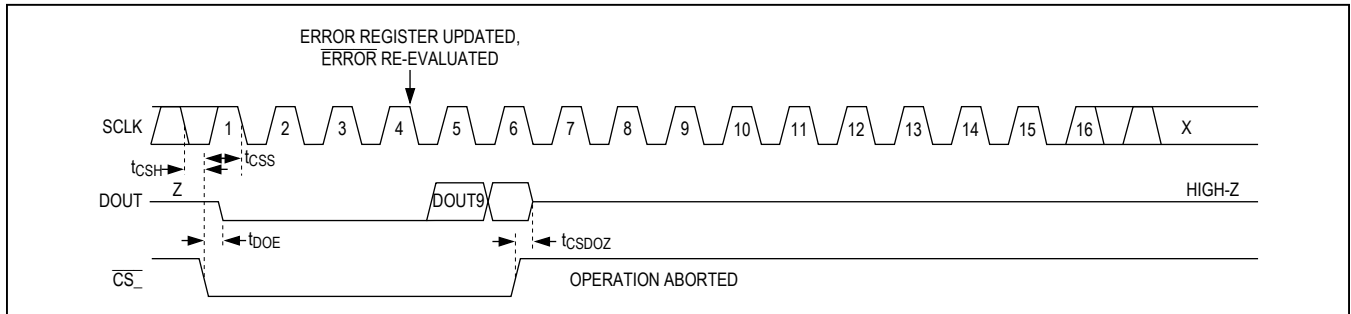 ERROR REGISTER UPDATED,
ERROR RE-EVALUATED
SCLK 1 2 3 4 5 6 7 8 9 10 11 12 13 14 15 16 X
tCSH tCSS
DOUT Z DOUT9 HIGH-Z
tDOE tCSDOZ
CS_ OPERATION ABORTED